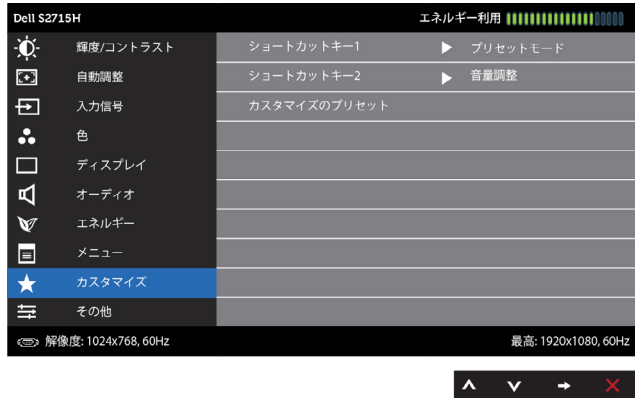 Dell S2715H エネルギー利用
輝度/コントラスト ショートカットキー1 プリセットモード
自動調整 ショートカットキー2 音量調整
入力信号 カスタマイズのプリセット
色
ディスプレイ
オーディオ
エネルギー
メニュー
カスタマイズ
その他
解像度: 1024x768, 60Hz 最高: 1920x1080, 60Hz